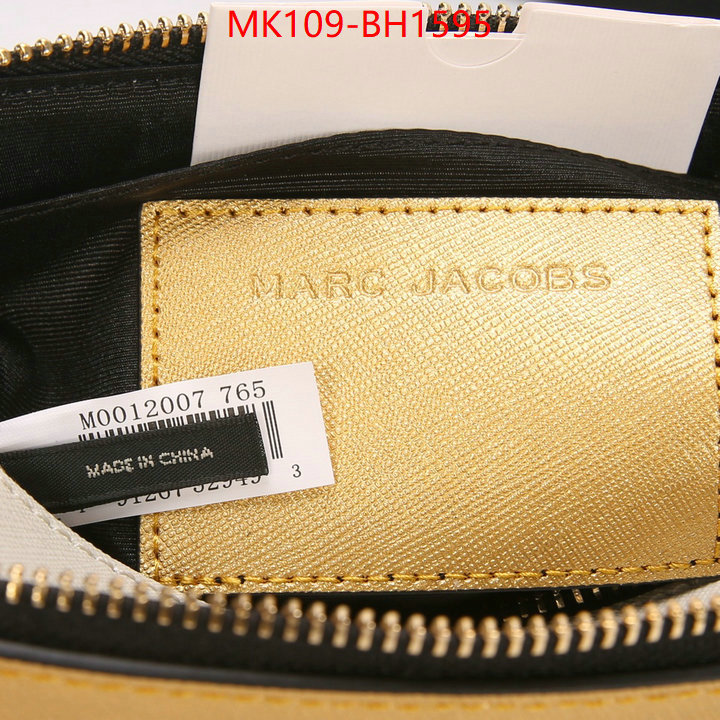 MK109-BH1595
MARC JACOBS
M0012007 765
MADE IN CHINA
3